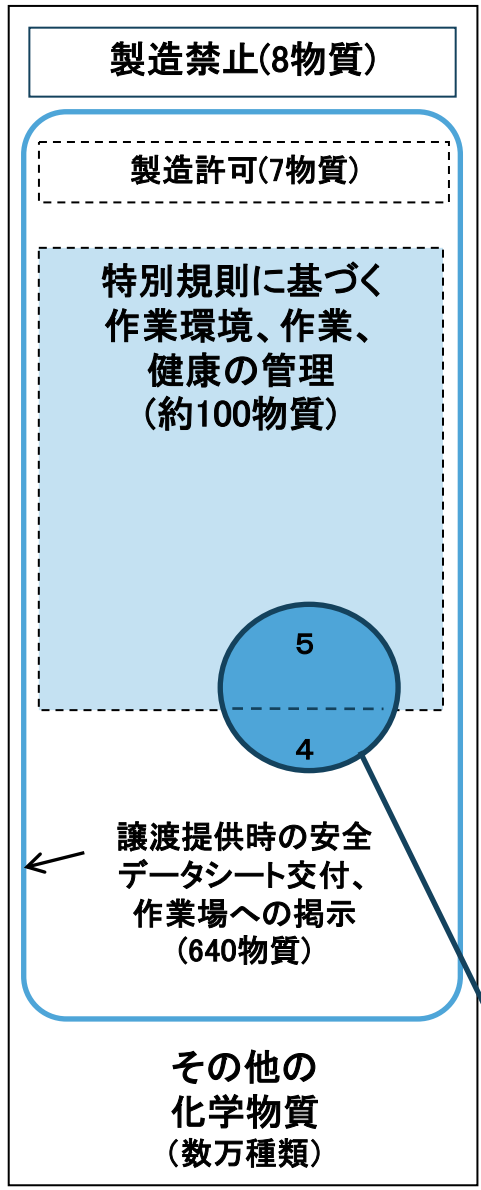 製造禁止(8物質)
製造許可(7物質)
特別規則に基づく
作業環境、作業、
健康の管理
(約100物質)
5
4
譲渡提供時の安全
データシート交付、
作業場への掲示
(640物質)
その他の
化学物質
(数万種類)